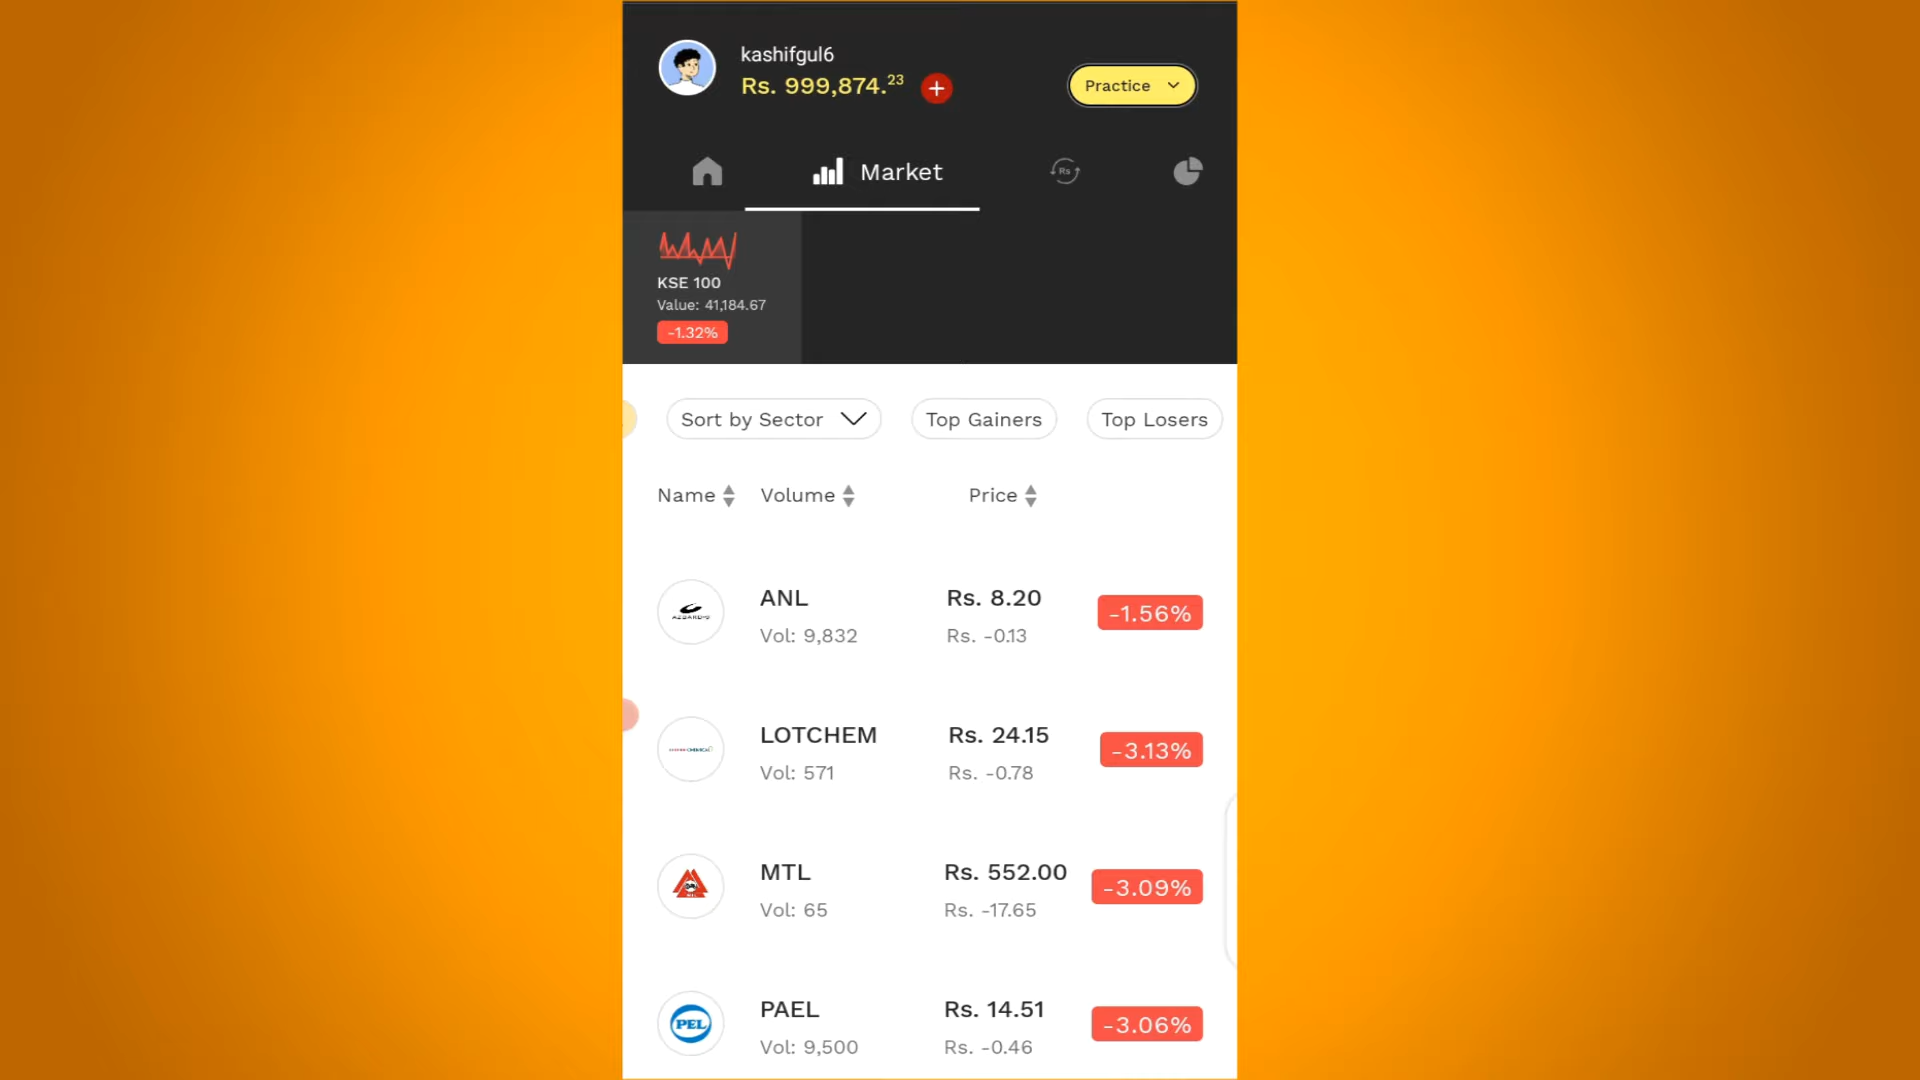 kashifgul6
Rs. 999,874.23
Practice
Market
Rs
KSE 100
Value: 41,184.67
-1.32%
Sort by Sector
Top Gainers
Top Losers
Name
Volume
Price
ANL
Rs. 8.20
-1.56%
Vol: 9,832
Rs. -0.13
LOTCHEM
Rs. 24.15
-3.13%
Vol: 571
Rs. -0.78
MTL
Rs. 552.00
-3.09%
Vol: 65
Rs. -17.65
PEL
PAEL
Rs. 14.51
-3.06%
Vol: 9,500
Rs. -0.46